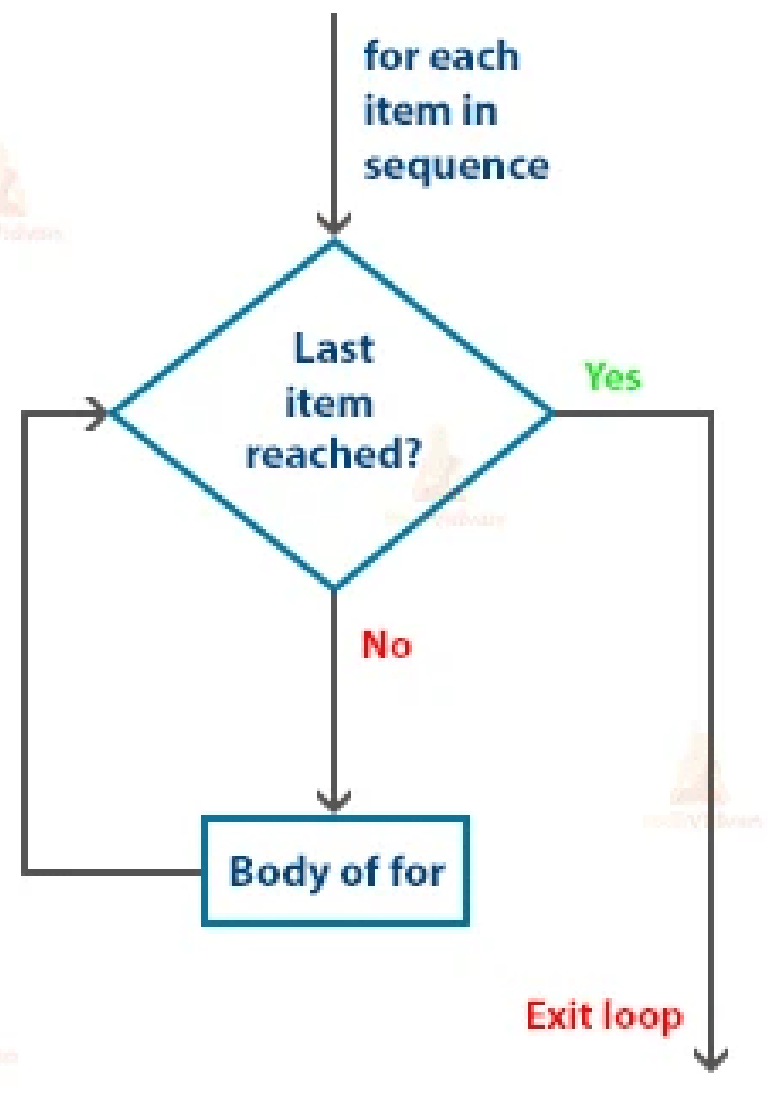 for each
item in
sequence
Last
item
reached?
Yes
No
Body of for
Exit loop